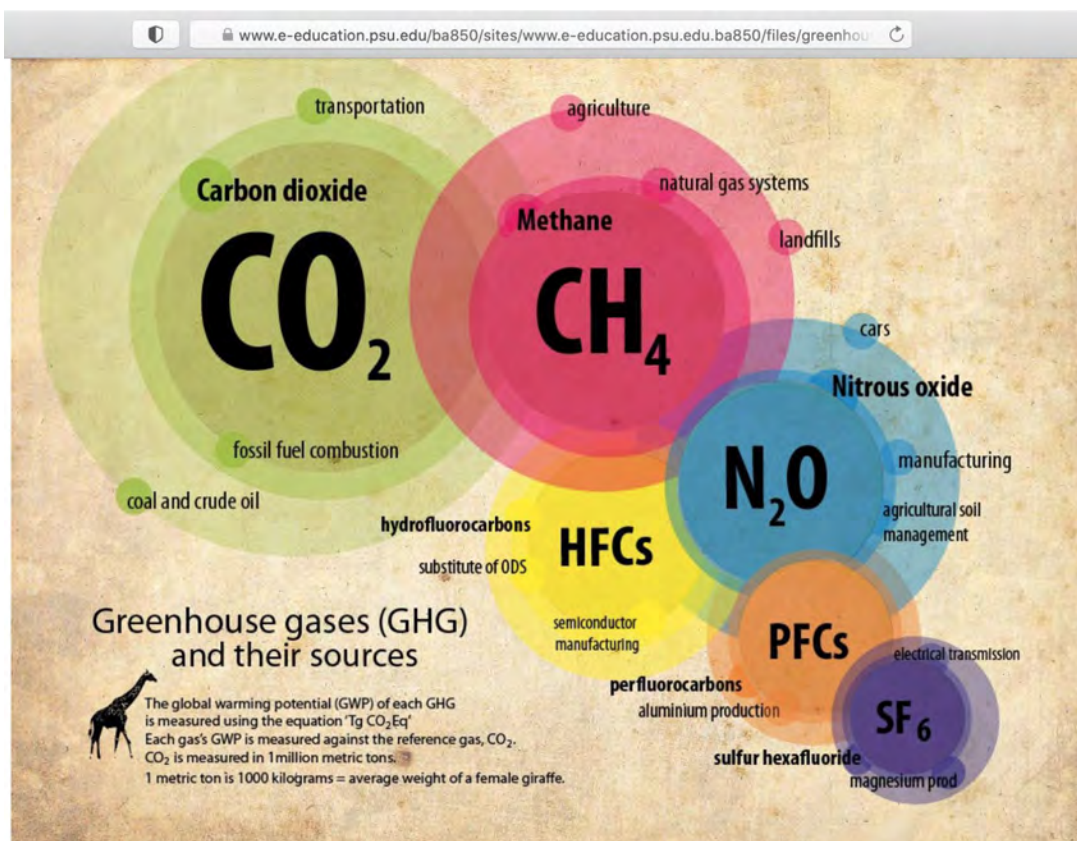 www.e-education.psu.edu/ba850/sites/www.e-education.psu.edu.ba850/files/greenhou
transportation
Carbon dioxide
CO₂
fossil fuel combustion
coal and crude oil
agriculture
natural gas systems
landfills
Methane
CH₄
cars
Nitrous oxide
N₂O
manufacturing
agricultural soil
management
hydrofluorocarbons
HFCs
substitute of ODS
semiconductor
manufacturing
PFCs
perfluorocarbons
aluminium production
electrical transmission
SF₆
sulfur hexafluoride
magnesium prod
Greenhouse gases (GHG)
and their sources
The global warming potential (GWP) of each GHG
is measured using the equation 'Tg CO₂Eq'
Each gas's GWP is measured against the reference gas, CO₂.
CO₂ is measured in 1million metric tons.
1 metric ton is 1000 kilograms = average weight of a female giraffe.